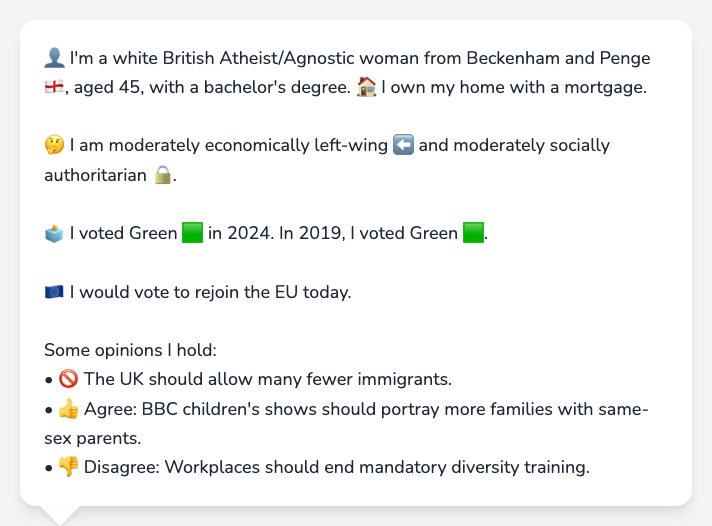 👤 I'm a white British Atheist/Agnostic woman from Beckenham and Penge
🏴󠁧󠁢󠁥󠁮󠁧󠁿, aged 45, with a bachelor's degree. 🏠 I own my home with a mortgage.
🤔 I am moderately economically left-wing ⬅️ and moderately socially
authoritarian 🔒.
🗳️ I voted Green 🟩 in 2024. In 2019, I voted Green 🟩.
🇪🇺 I would vote to rejoin the EU today.
Some opinions I hold:
• 🚫 The UK should allow many fewer immigrants.
• 👍 Agree: BBC children's shows should portray more families with same-
sex parents.
• 👎 Disagree: Workplaces should end mandatory diversity training.